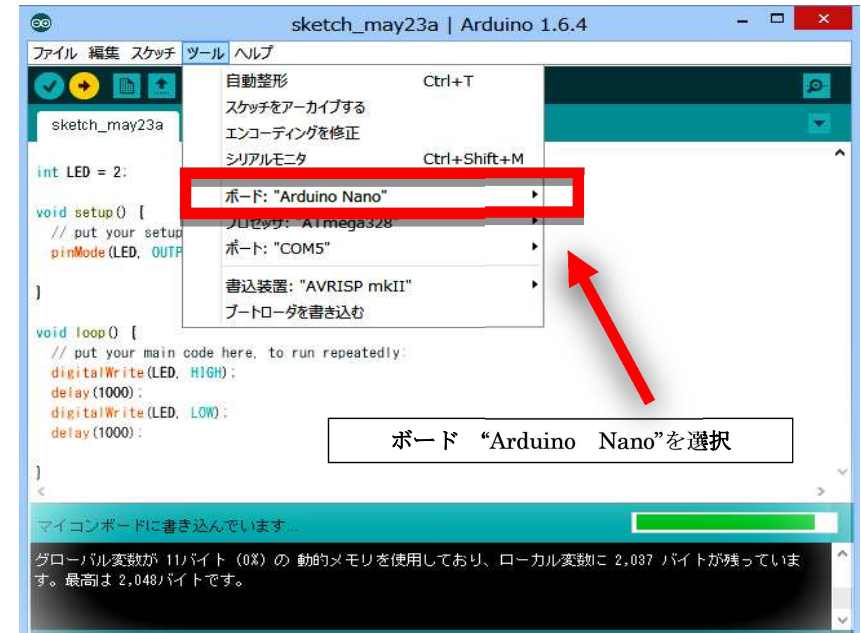 sketch_may23a | Arduino 1.6.4
ファイル 編集 スケッチ ツール ヘルプ
自動整形 Ctrl+T
スケッチをアーカイブする
エンコーディングを修正
シリアルモニタ Ctrl+Shift+M
ボード: "Arduino Nano"
プロセッサ: "ATmega328"
ポート: "COM5"
書込装置: "AVRISP mkII"
ブートローダを書き込む
sketch_may23a
int LED = 2;
void setup() {
// put your setup
pinMode(LED, OUTP
}
void loop() {
// put your main code here, to run repeatedly:
digitalWrite(LED, HIGH);
delay(1000);
digitalWrite(LED, LOW);
delay(1000);
}
ボード “Arduino Nano”を選択
マイコンボードに書き込んでいます...
グローバル変数が 11バイト (0%) の 動的メモリを使用しており、ローカル変数に 2,037 バイトが残っていま
す。最高は 2,048バイトです。